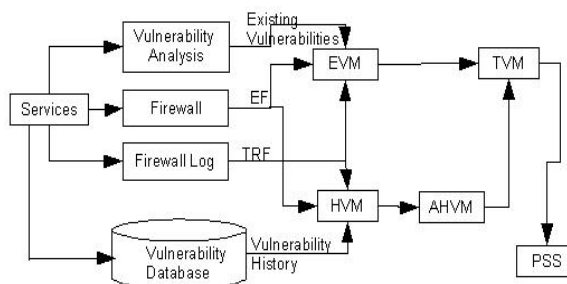 Existing
Vulnerabilities
Vulnerability
Analysis
EVM
TVM
Services
Firewall
EF
Firewall Log
TRF
HVM
AHVM
Vulnerability
Database
Vulnerability
History
PSS